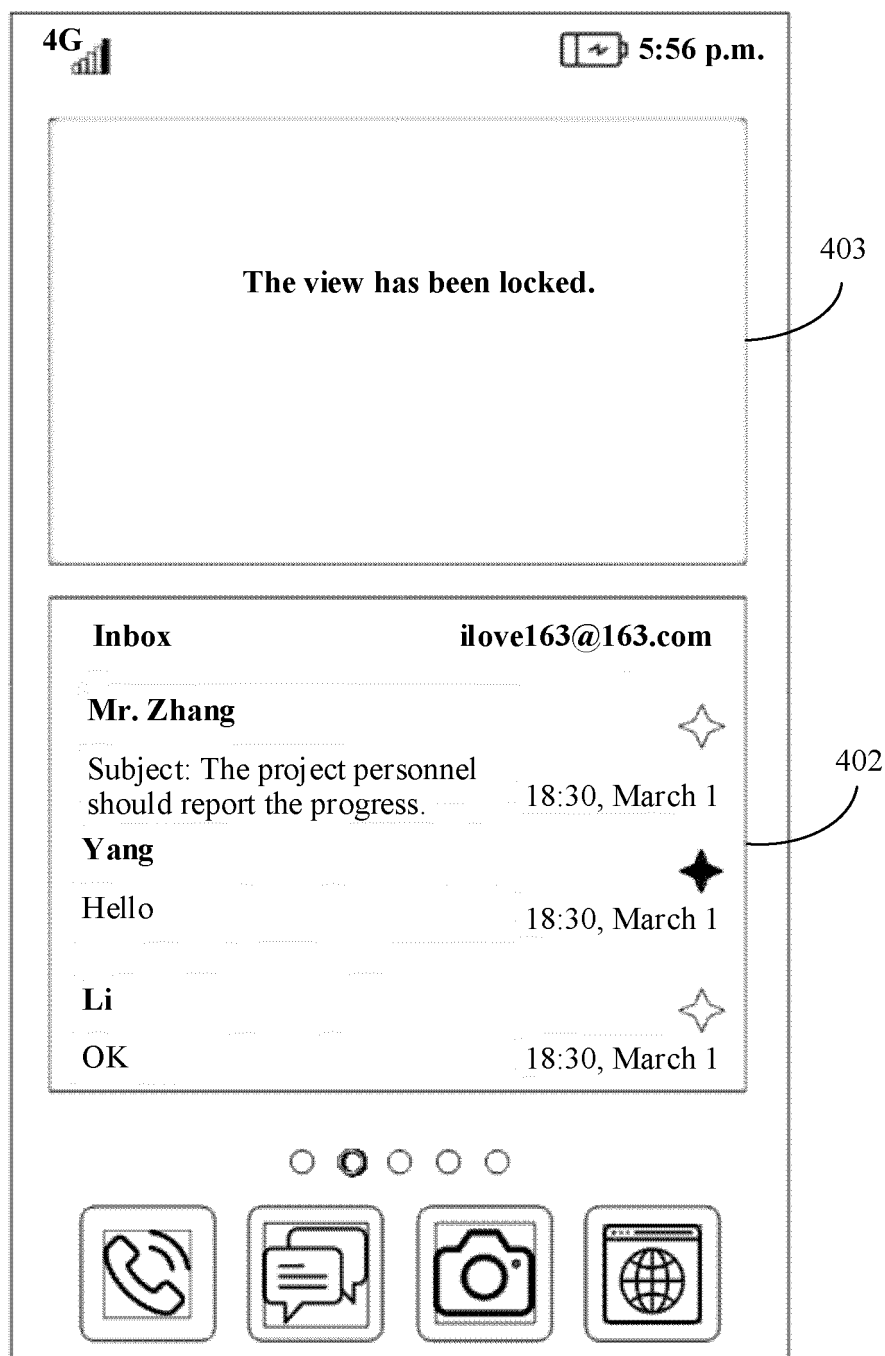 4G 5:56 p.m.
403
The view has been locked.
Inbox ilove163@163.com
Mr. Zhang
Subject: The project personnel
should report the progress. 18:30, March 1
402
Yang
Hello 18:30, March 1
Li
OK 18:30, March 1